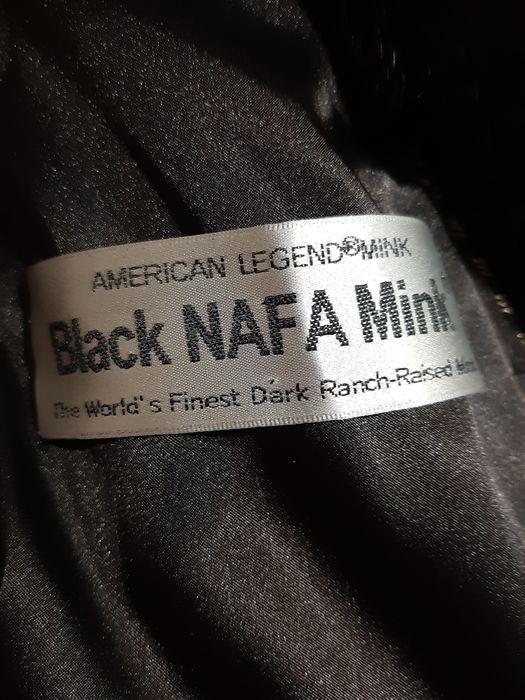 AMERICAN LEGEND®MINK
Black NAFA Mink
The World's Finest Dark Ranch-Raised